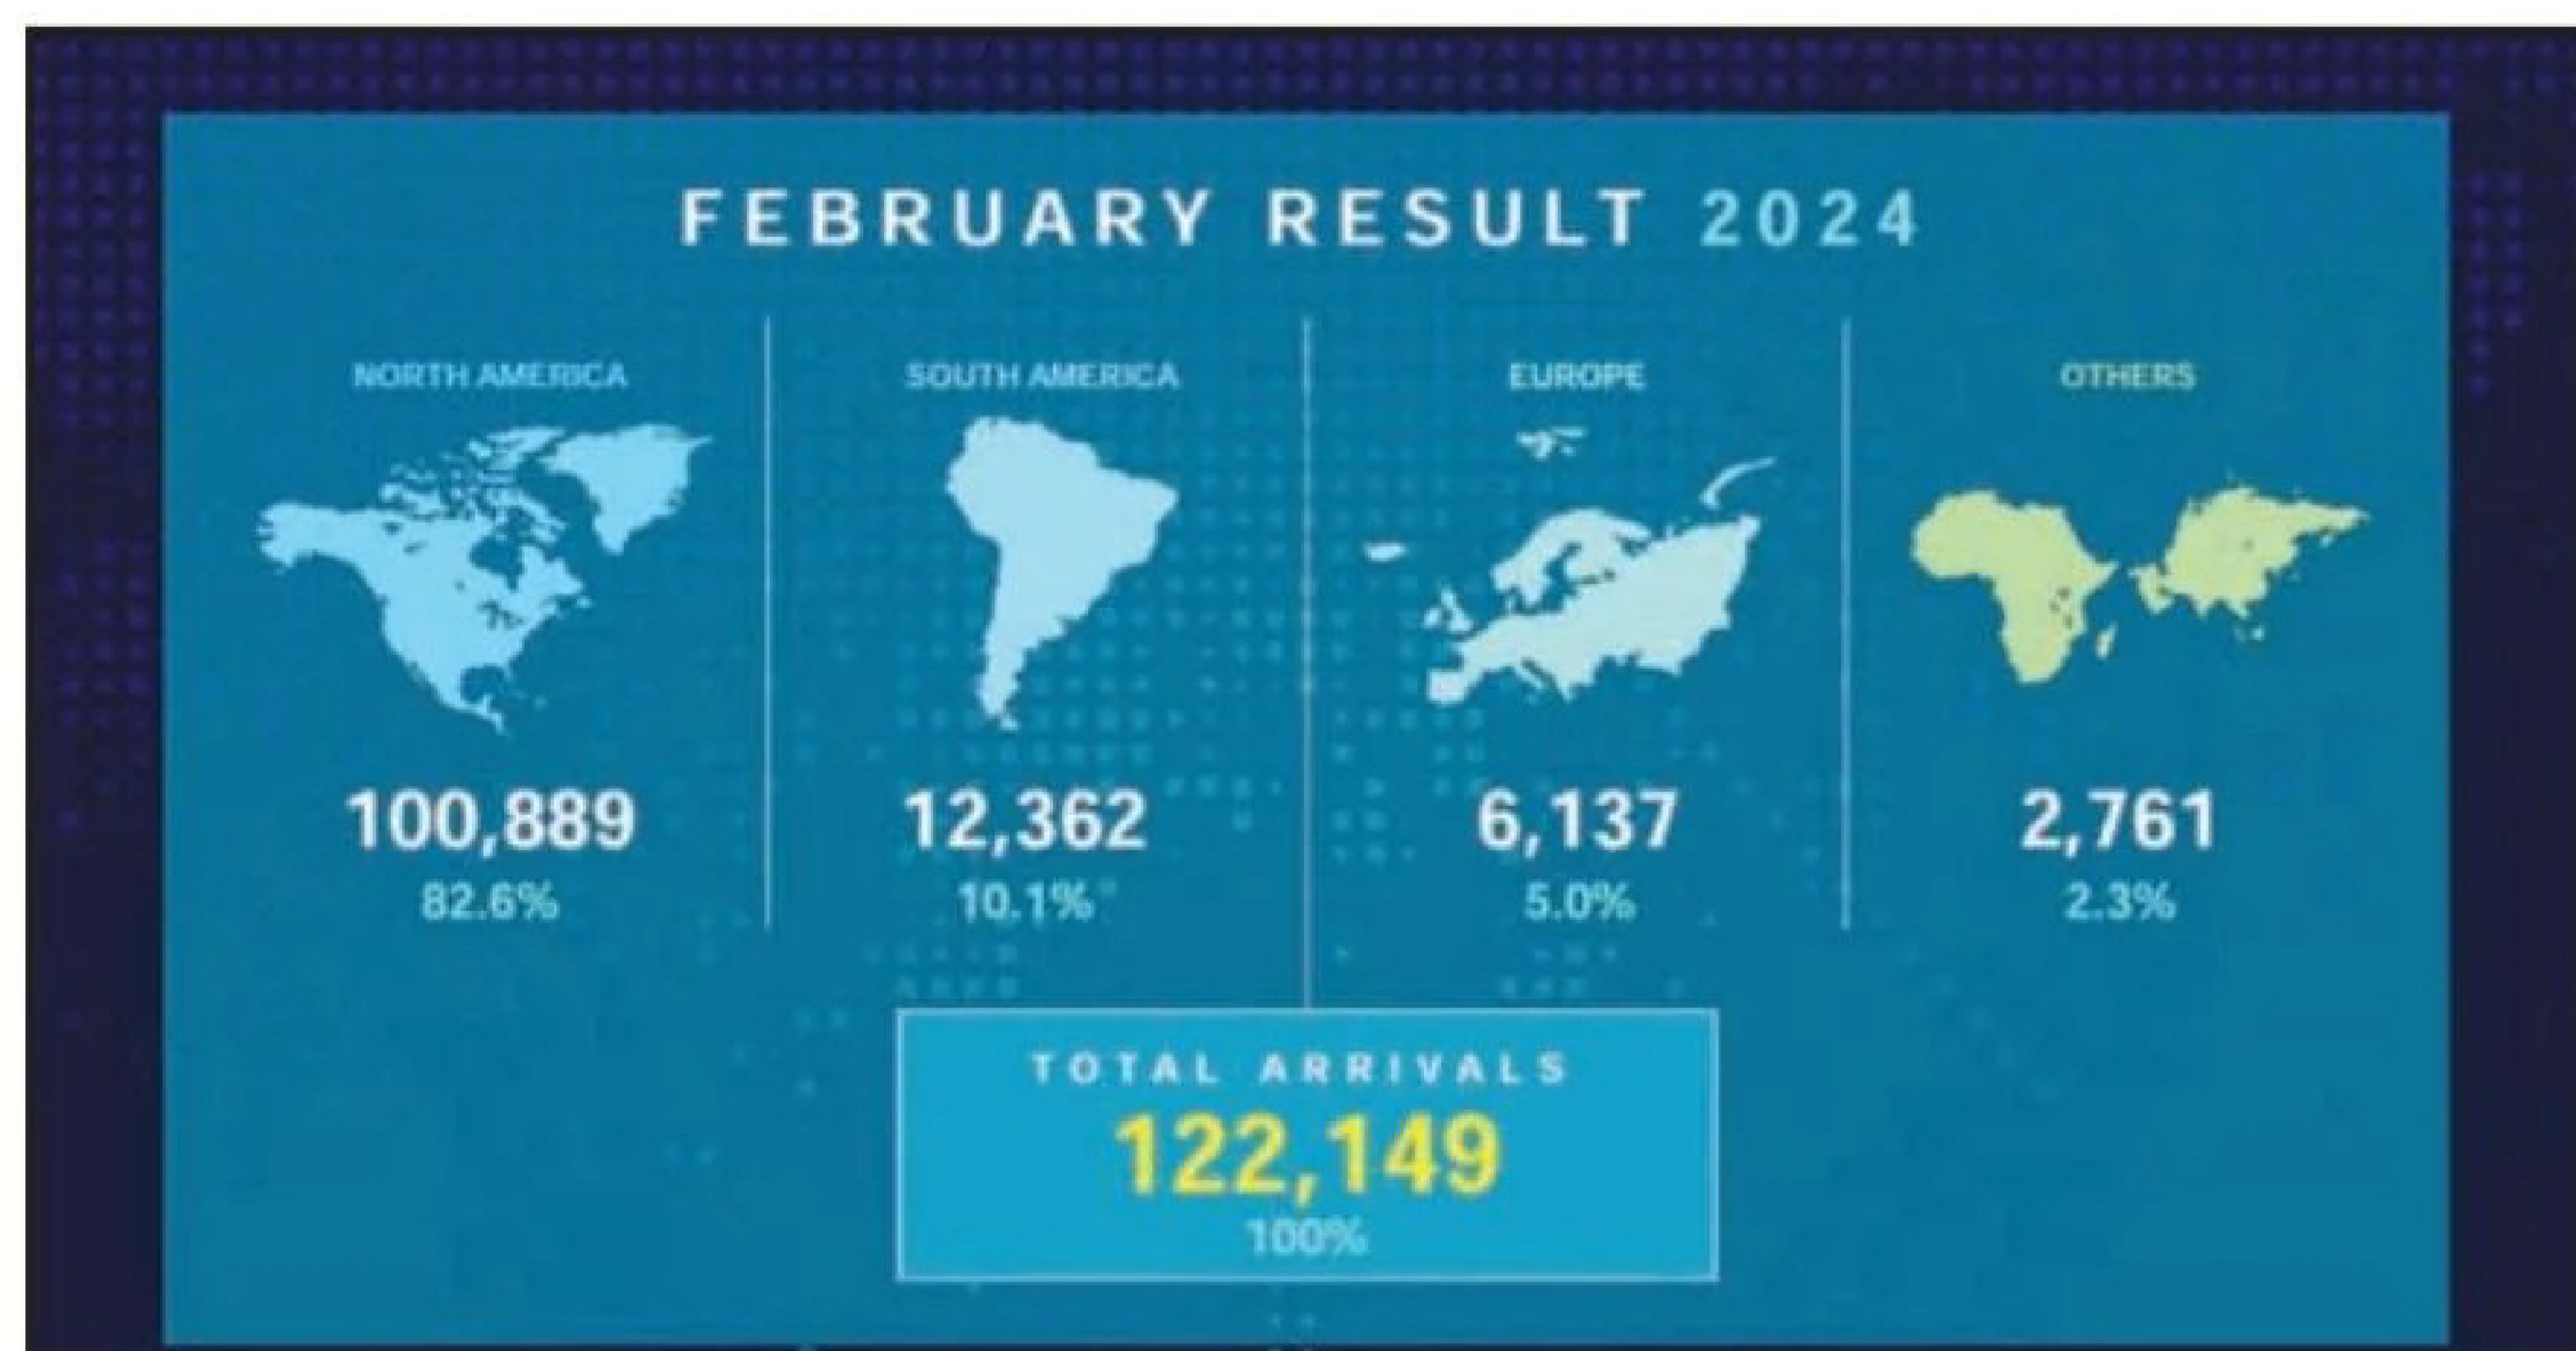 FEBRUARY RESULT 2024
NORTH AMERICA
100,889
82.6%
SOUTH AMERICA
12,362
10.1%
EUROPE
6,137
5.0%
OTHERS
2,761
2.3%
TOTAL ARRIVALS
122,149
100%